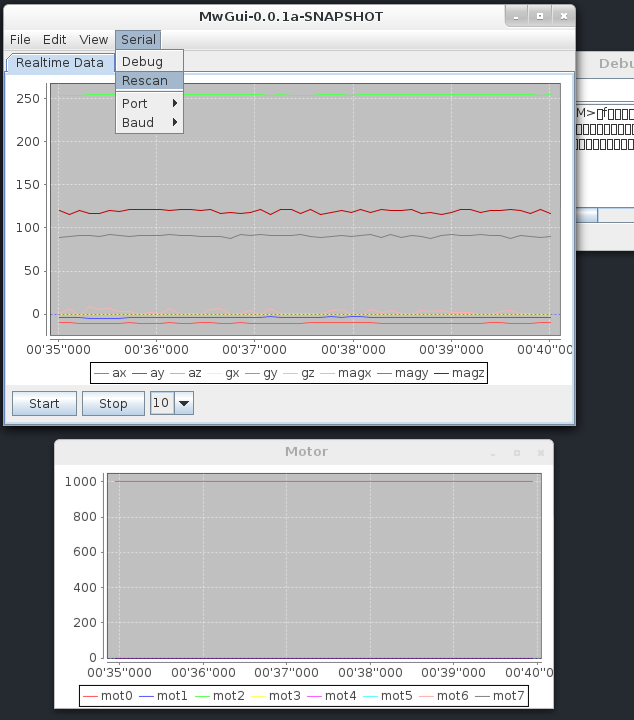 MwGui-0.0.1a-SNAPSHOT
File Edit View Serial
Realtime Data
Debug
Rescan
Port
Baud
250
200
150
100
50
0
00'35"000 00'36"000 00'37"000 00'38"000 00'39"000 00'40"000
ax ay az gx gy gz magx magy magz
Start Stop 10
Debu
M>
Motor
1000
800
600
400
200
0
00'35"000 00'36"000 00'37"000 00'38"000 00'39"000 00'40"0
mot0 mot1 mot2 mot3 mot4 mot5 mot6 mot7